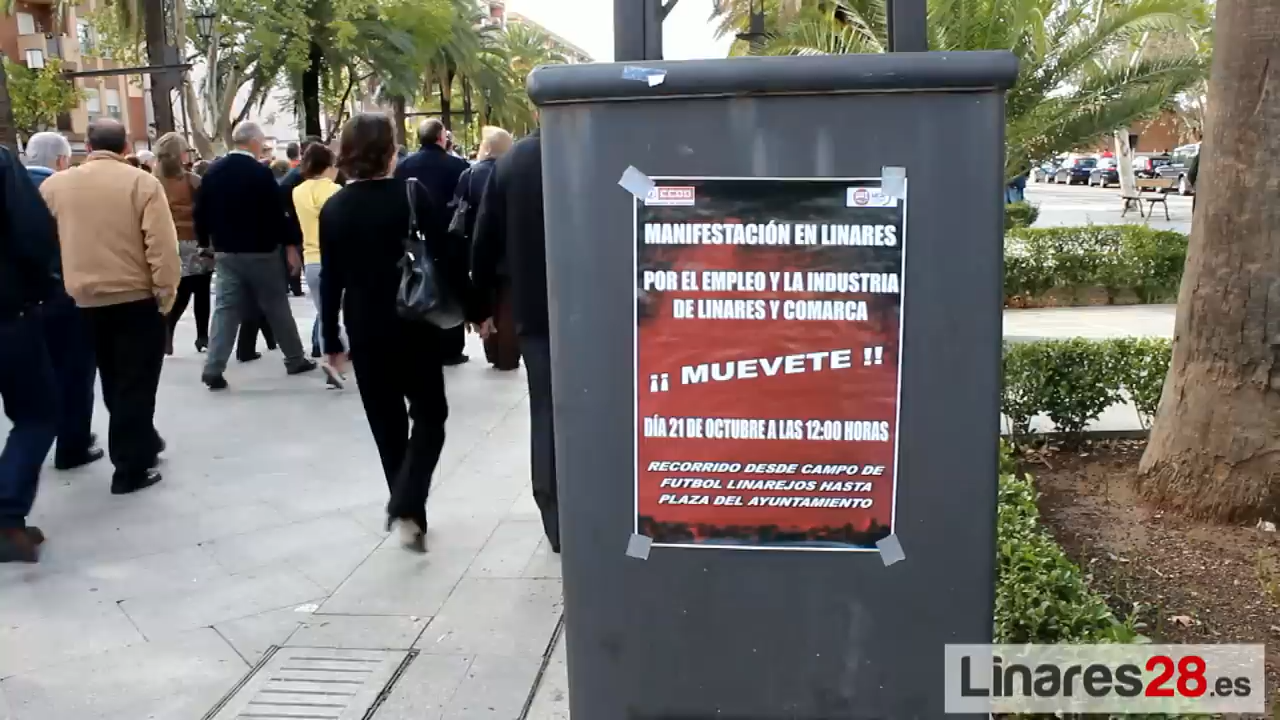 CCOO
MANIFESTACIÓN EN LINARES
POR EL EMPLEO Y LA INDUSTRIA
DE LINARES Y COMARCA
¡¡ MUEVETE !!
DÍA 21 DE OCTUBRE A LAS 12:00 HORAS
RECORRIDO DESDE CAMPO DE
FUTBOL LINAREJOS HASTA
PLAZA DEL AYUNTAMIENTO
Linares28.es